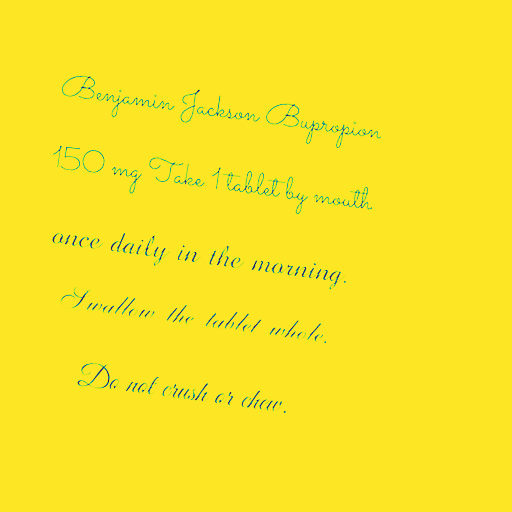 Benjamin Jackson Bupropion
150 mg Take 1 tablet by mouth
once daily in the morning.
Swallow the tablet whole.
Do not crush or chew.